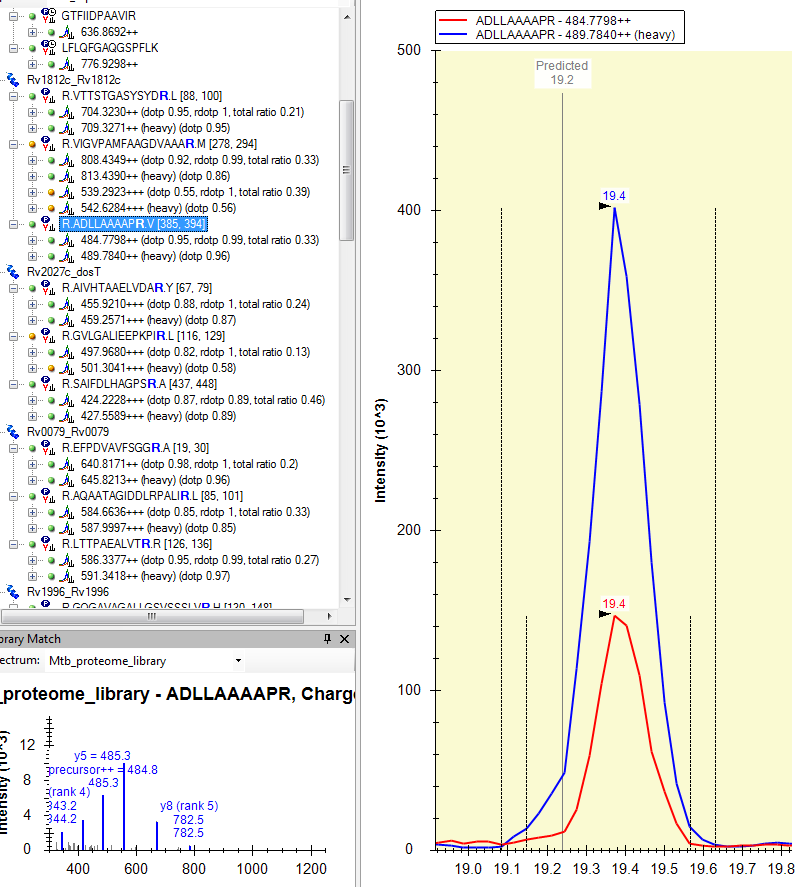 GTFIIDPAAVIR
636.8692++
LFLQFGAQGSPFLK
776.9298++
Rv1812c_Rv1812c
R.VTTSTGASYSYDR.L [88, 100]
704.3230++ (dotp 0.95, rdotp 1, total ratio 0.21)
709.3271++ (heavy) (dotp 0.95)
R.VIGVPAMFAAGDVAAAR.M [278, 294]
808.4349++ (dotp 0.92, rdotp 0.99, total ratio 0.33)
813.4390++ (heavy) (dotp 0.86)
539.2923+++ (dotp 0.55, rdotp 1, total ratio 0.39)
542.6284+++ (heavy) (dotp 0.56)
R.ADLLAAAAPR.V [385, 394]
484.7798++ (dotp 0.95, rdotp 0.99, total ratio 0.33)
489.7840++ (heavy) (dotp 0.96)
Rv2027c_dosT
R.AIVHTAAELVDAR.Y [67, 79]
455.9210+++ (dotp 0.88, rdotp 1, total ratio 0.24)
459.2571+++ (heavy) (dotp 0.87)
R.GVLGALIEEPKPIR.L [116, 129]
497.9680+++ (dotp 0.82, rdotp 1, total ratio 0.13)
501.3041+++ (heavy) (dotp 0.58)
R.SAIFDLHAGPSR.A [437, 448]
424.2228+++ (dotp 0.87, rdotp 0.89, total ratio 0.46)
427.5589+++ (heavy) (dotp 0.89)
Rv0079_Rv0079
R.EFPDVAVFSGGR.A [19, 30]
640.8171++ (dotp 0.98, rdotp 1, total ratio 0.2)
645.8213++ (heavy) (dotp 0.96)
R.AQAATAGIDDLRPALIR.L [85, 101]
584.6636+++ (dotp 0.85, rdotp 1, total ratio 0.33)
587.9997+++ (heavy) (dotp 0.85)
R.LTTPAEALVTR.R [126, 136]
586.3377++ (dotp 0.95, rdotp 0.99, total ratio 0.27)
591.3418++ (heavy) (dotp 0.97)
Rv1996_Rv1996
R.GQGAVAGALLGSVSSSLVR.H [130, 148]
brary Match
ectrum: Mtb_proteome_library
_proteome_library - ADLLAAAAPR, Charge
Intensity (10^3)
12
8
4
0
y5 = 485.3
precursor++ = 484.8
485.3
(rank 4)
343.2
344.2
y8 (rank 5)
782.5
782.5
400 600 800 1000 1200
ADLLAAAAPR - 484.7798++
ADLLAAAAPR - 489.7840++ (heavy)
Predicted
19.2
19.4
19.4
Intensity (10^3)
500
400
300
200
100
0
19.0 19.1 19.2 19.3 19.4 19.5 19.6 19.7 19.8